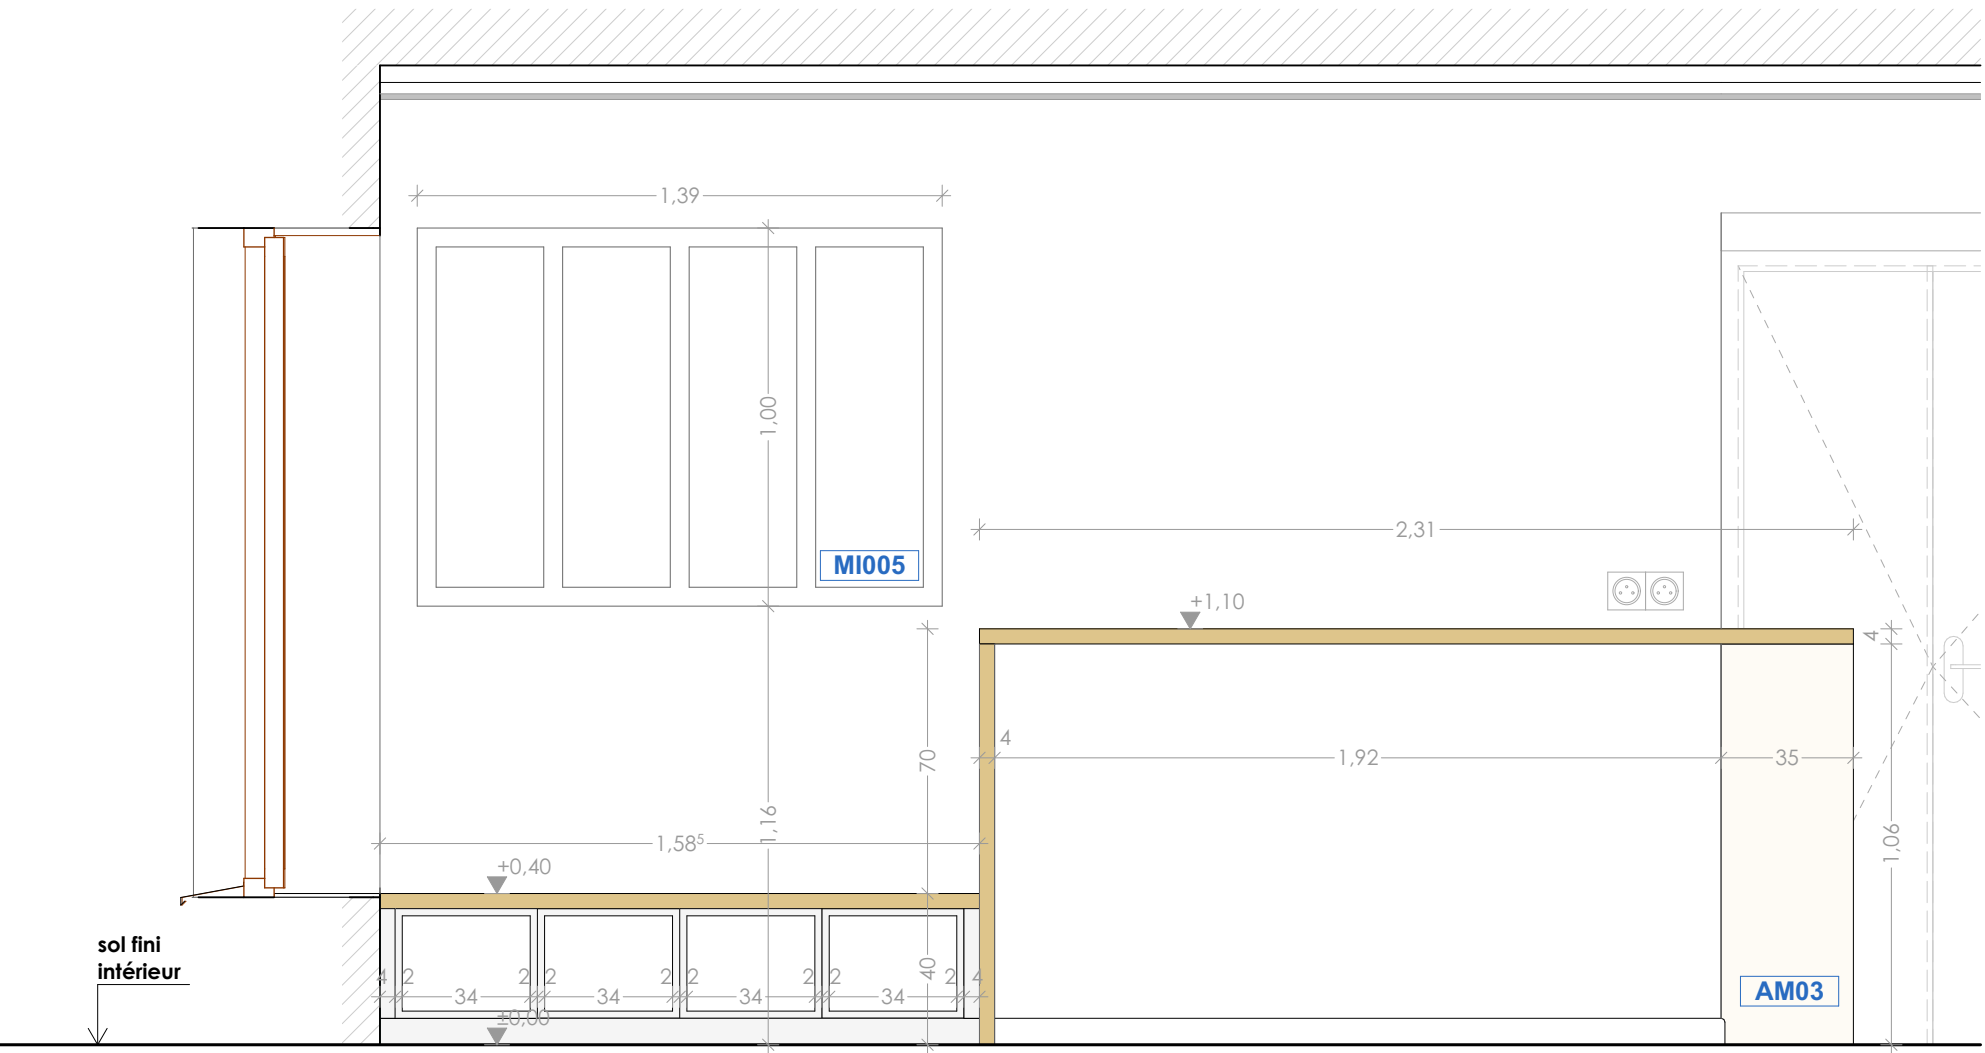 1,39
1,00
MI005
2,31
+1,10
4
4
70
1,92
35
1,16
1,58⁵
1,06
+0,40
sol fini
intérieur
4 2 2 2 2 2 2 2 2 4
40
34 34 34 34
AM03
±0,00